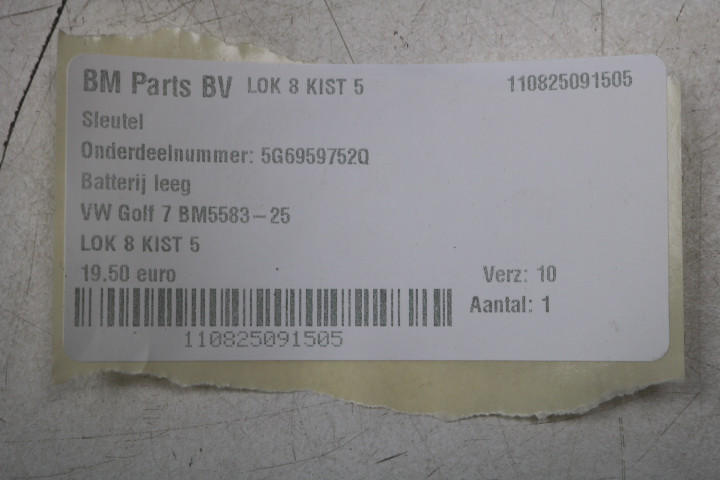 BM Parts BV LOK 8 KIST 5 110825091505
Sleutel
Onderdeelnummer: 5G6959752Q
Batterij leeg
VW Golf 7 BM5583-25
LOK 8 KIST 5
19.50 euro Verz: 10
Aantal: 1
110825091505